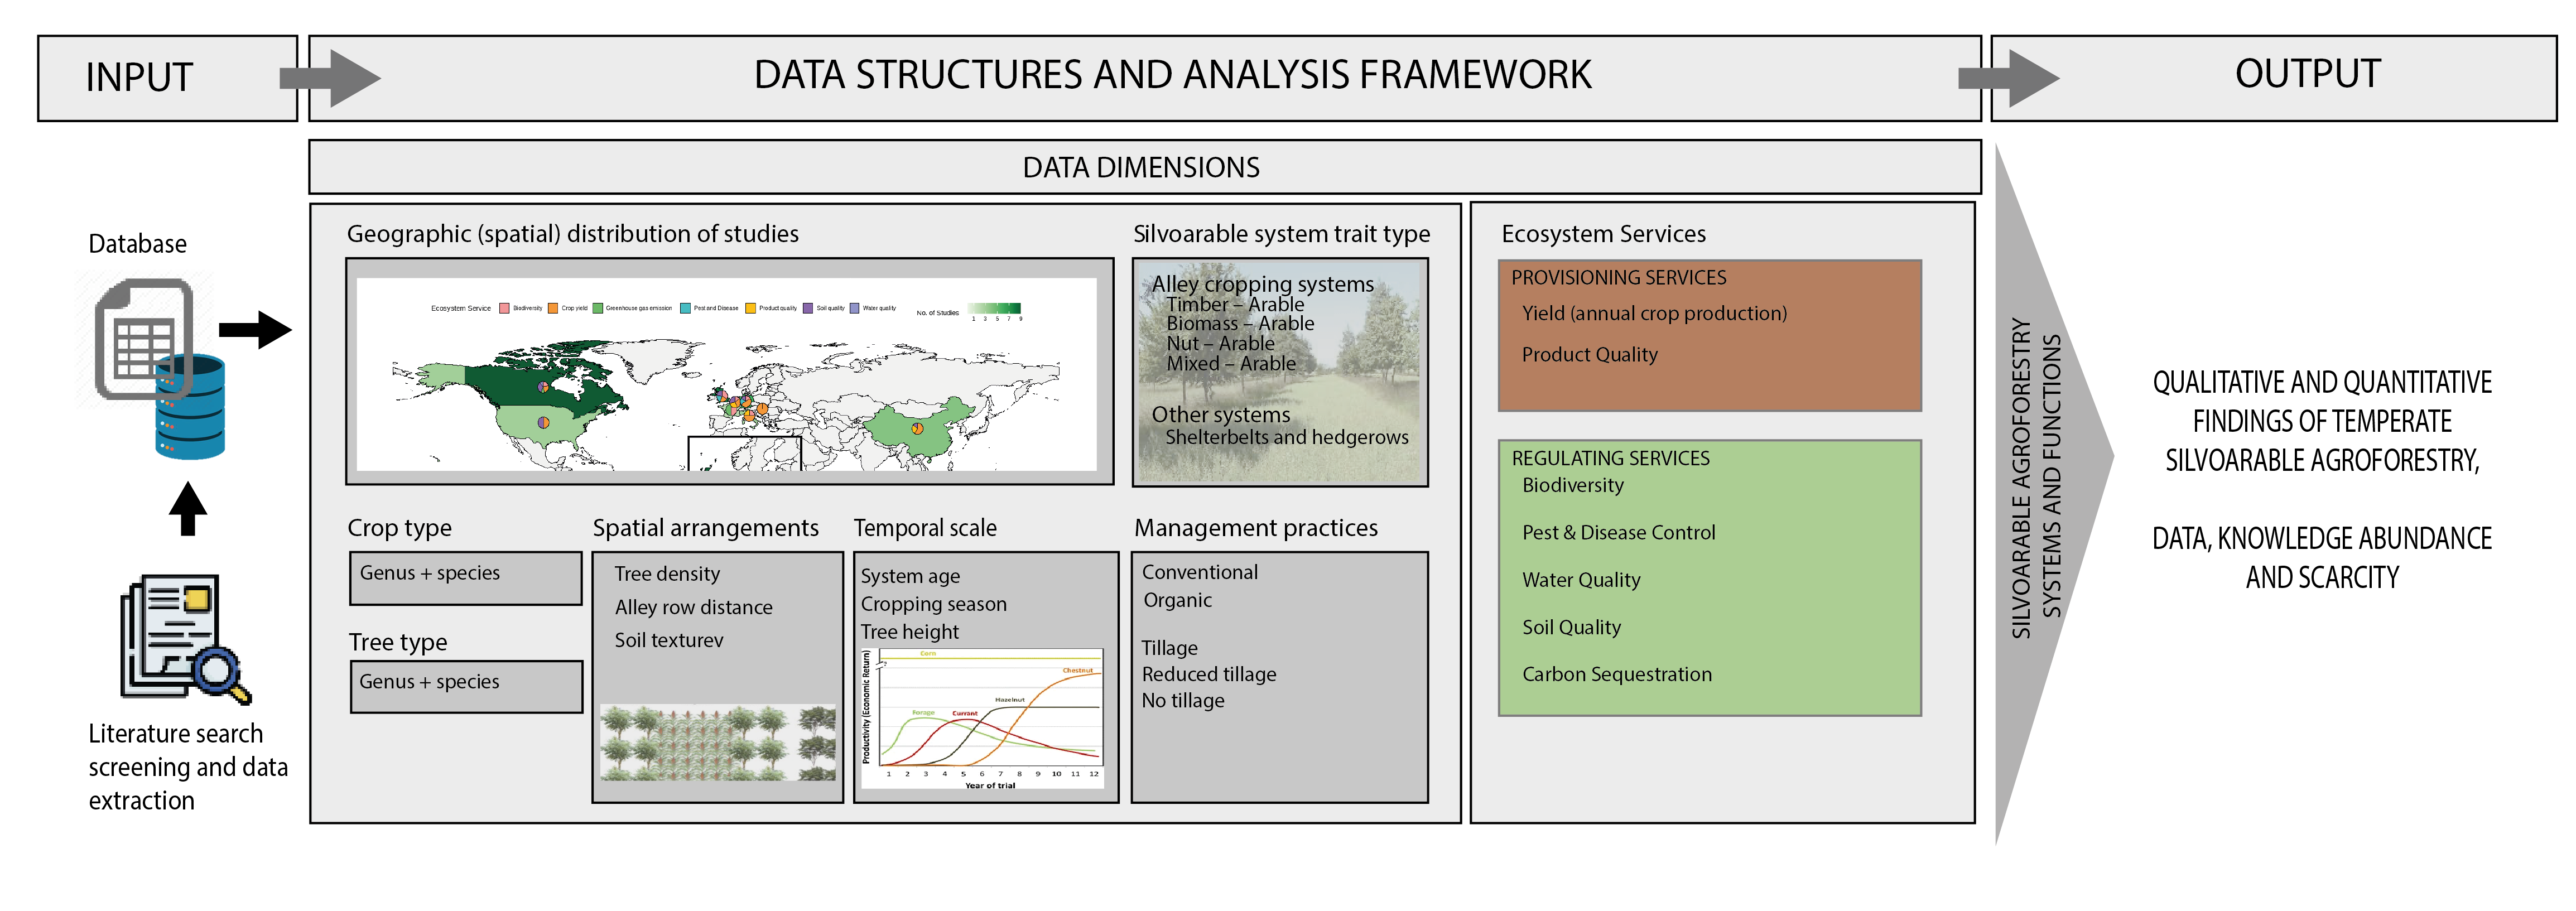 INPUT
DATA STRUCTURES AND ANALYSIS FRAMEWORK
OUTPUT
DATA DIMENSIONS
Database
Literature search
screening and data
extraction
Geographic (spatial) distribution of studies
Ecosystem Service
Biodiversity
Crop yield
Greenhouse gas emission
Pest and Disease
Product quality
Soil quality
Water quality
No. of Studies
1 3 5 7 9
Silvoarable system trait type
Alley cropping systems
Timber – Arable
Biomass – Arable
Nut – Arable
Mixed – Arable
Other systems
Shelterbelts and hedgerows
Crop type
Genus + species
Tree type
Genus + species
Spatial arrangements
Tree density
Alley row distance
Soil texturev
Temporal scale
System age
Cropping season
Tree height
Productivity (Economic Return)
Corn
Chestnut
Hazelnut
Forage
Currant
1 2 3 4 5 6 7 8 9 10 11 12
Year of trial
Management practices
Conventional
Organic
Tillage
Reduced tillage
No tillage
Ecosystem Services
PROVISIONING SERVICES
Yield (annual crop production)
Product Quality
REGULATING SERVICES
Biodiversity
Pest & Disease Control
Water Quality
Soil Quality
Carbon Sequestration
SILVOARABLE AGROFORESTRY
SYSTEMS AND FUNCTIONS
QUALITATIVE AND QUANTITATIVE
FINDINGS OF TEMPERATE
SILVOARABLE AGROFORESTRY,
DATA, KNOWLEDGE ABUNDANCE
AND SCARCITY